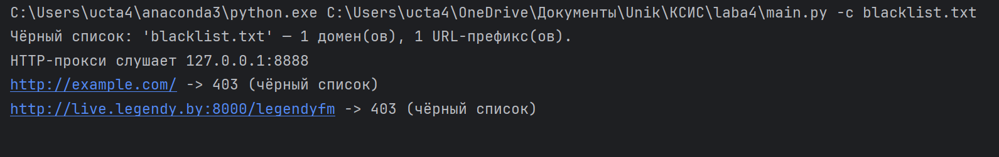 C:\Users\ucta4\anaconda3\python.exe C:\Users\ucta4\OneDrive\Документы\Unik\КСИС\laba4\main.py -c blacklist.txt
Чёрный список: 'blacklist.txt' — 1 домен(ов), 1 URL-префикс(ов).
HTTP-прокси слушает 127.0.0.1:8888
http://example.com/ -> 403 (чёрный список)
http://live.legendy.by:8000/legendyfm -> 403 (чёрный список)